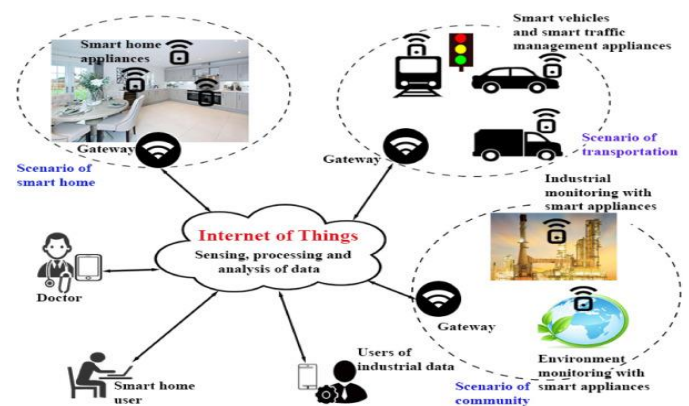 Smart home
appliances
Gateway
Scenario of
smart home
Smart vehicles
and smart traffic
management appliances
Gateway
Scenario of
transportation
Industrial
monitoring with
smart appliances
Internet of Things
Sensing, processing and
analysis of data
Doctor
Gateway
Smart home
user
Users of
industrial data
Environment
monitoring with
smart appliances
Scenario of
community